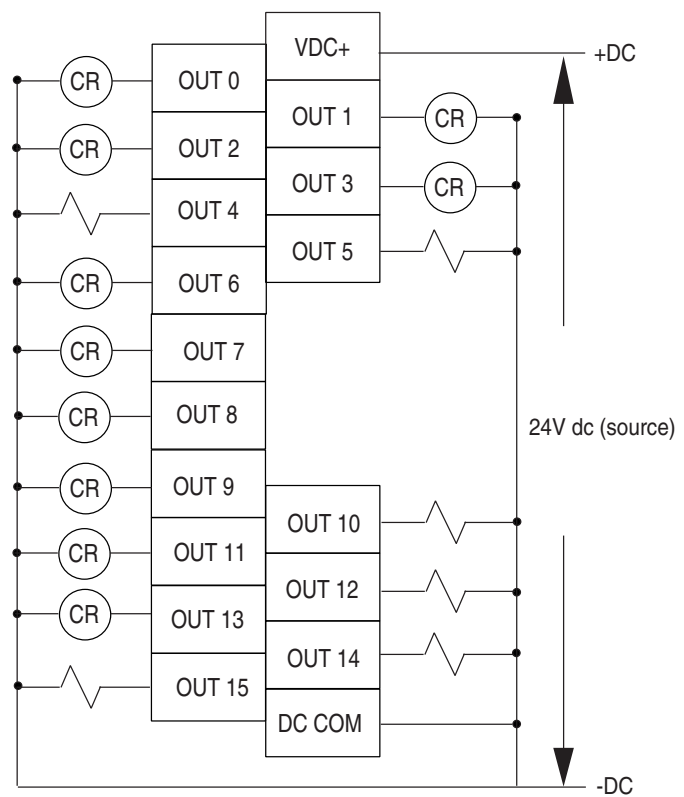 VDC+
+DC
CR OUT 0
OUT 1 CR
CR OUT 2
OUT 3 CR
OUT 4
OUT 5
CR OUT 6
CR OUT 7
CR OUT 8
24V dc (source)
CR OUT 9
OUT 10
CR OUT 11
OUT 12
CR OUT 13
OUT 14
OUT 15
DC COM
-DC